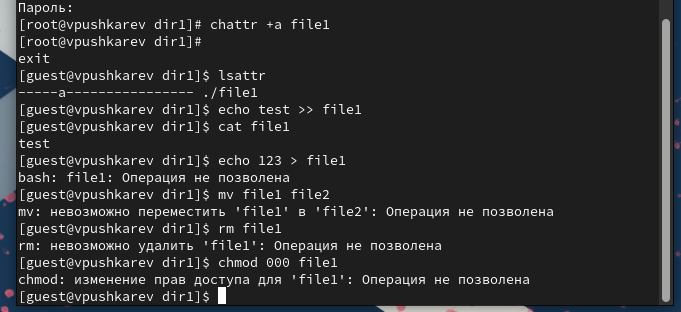 Пароль:
[root@vpushkarev dir1]# chattr +a file1
[root@vpushkarev dir1]#
exit
[guest@vpushkarev dir1]$ lsattr
-----a---------------- ./file1
[guest@vpushkarev dir1]$ echo test >> file1
[guest@vpushkarev dir1]$ cat file1
test
[guest@vpushkarev dir1]$ echo 123 > file1
bash: file1: Операция не позволена
[guest@vpushkarev dir1]$ mv file1 file2
mv: невозможно переместить 'file1' в 'file2': Операция не позволена
[guest@vpushkarev dir1]$ rm file1
rm: невозможно удалить 'file1': Операция не позволена
[guest@vpushkarev dir1]$ chmod 000 file1
chmod: изменение прав доступа для 'file1': Операция не позволена
[guest@vpushkarev dir1]$